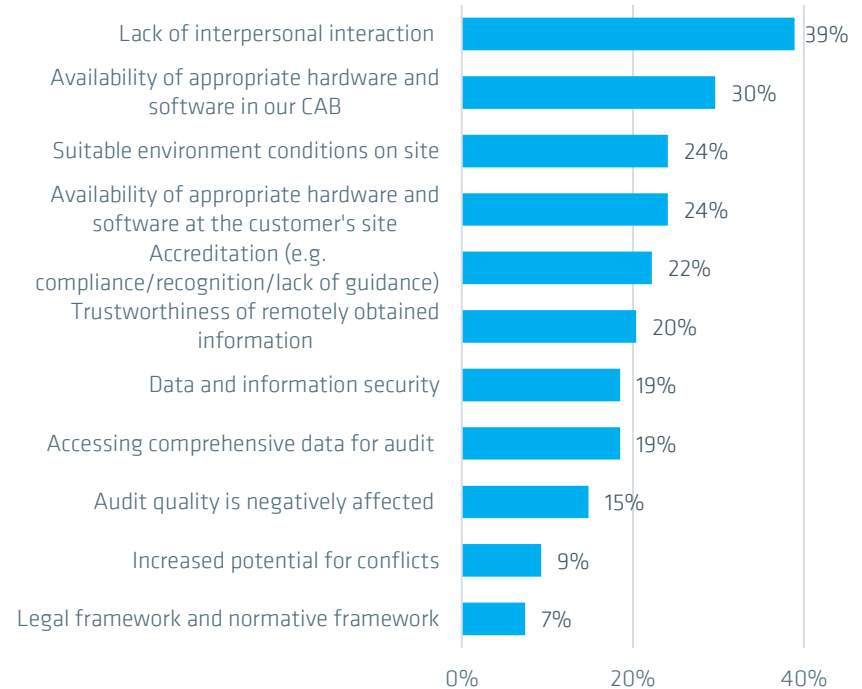 Lack of interpersonal interaction 39%
Availability of appropriate hardware and
software in our CAB 30%
Suitable environment conditions on site 24%
Availability of appropriate hardware and
software at the customer's site 24%
Accreditation (e.g.
compliance/recognition/lack of guidance) 22%
Trustworthiness of remotely obtained
information 20%
Data and information security 19%
Accessing comprehensive data for audit 19%
Audit quality is negatively affected 15%
Increased potential for conflicts 9%
Legal framework and normative framework 7%
0% 20% 40%